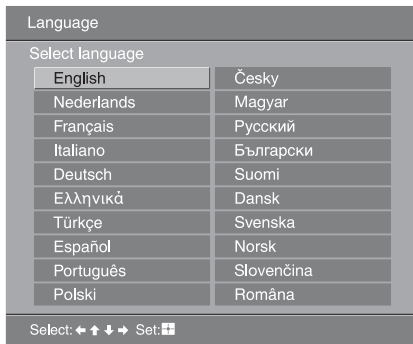 Language
Select language
English
Nederlands
Français
Italiano
Deutsch
Ελληνικά
Türkçe
Español
Português
Polski
Česky
Magyar
Русский
Български
Suomi
Dansk
Svenska
Norsk
Slovenčina
Româna
Select: ←↑↓→ Set: